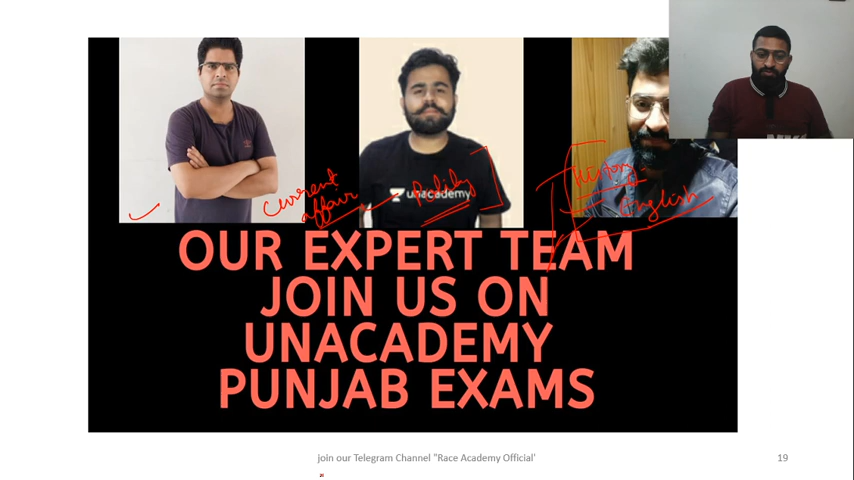 Current
affair
unacademy
Polity
History
English
OUR EXPERT TEAM
JOIN US ON
UNACADEMY
PUNJAB EXAMS
join our Telegram Channel "Race Academy Official'
19